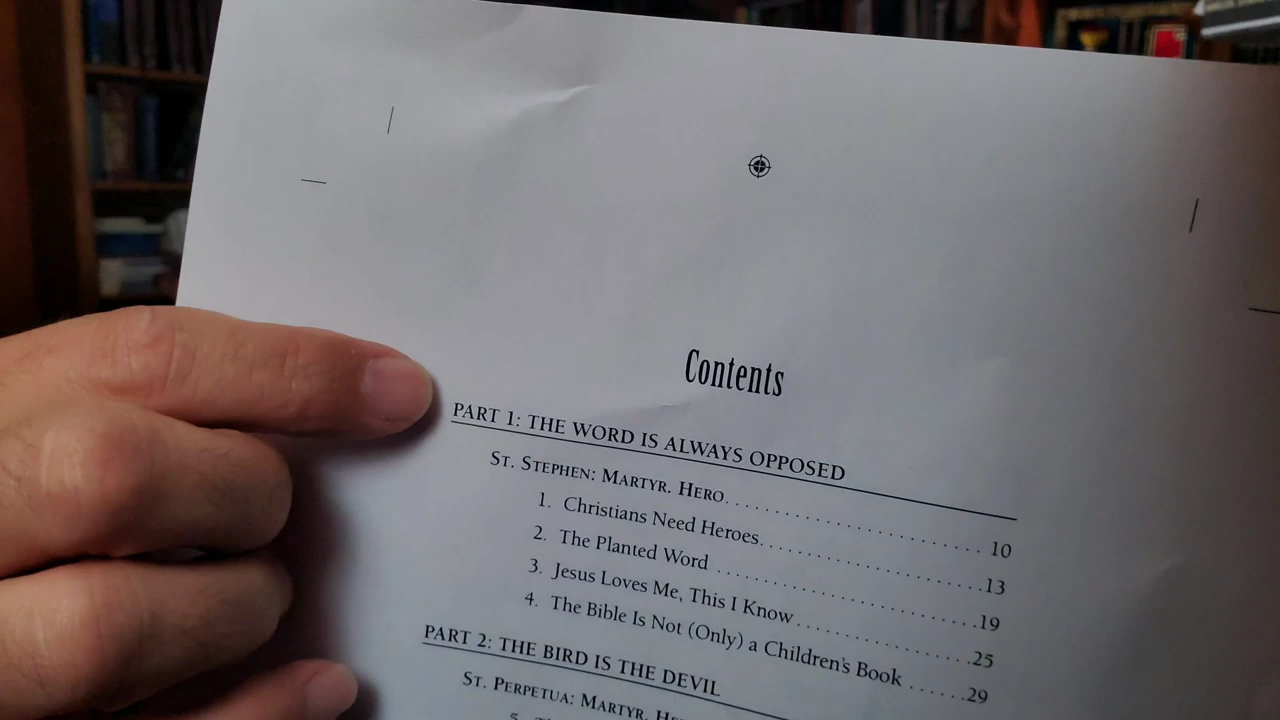 Contents
PART 1: THE WORD IS ALWAYS OPPOSED
ST. STEPHEN: MARTYR. HERO. . . . . . . . . . . . . . . . . . . . . . . . . . . . . 10
1. Christians Need Heroes. . . . . . . . . . . . . . . . . . . . . . . . . .13
2. The Planted Word . . . . . . . . . . . . . . . . . . . . . . . . . . . . . .19
3. Jesus Loves Me, This I Know. . . . . . . . . . . . . . . . . . . . .25
4. The Bible Is Not (Only) a Children's Book . . . . . .29
PART 2: THE BIRD IS THE DEVIL
ST. PERPETUA: MARTYR.
5.